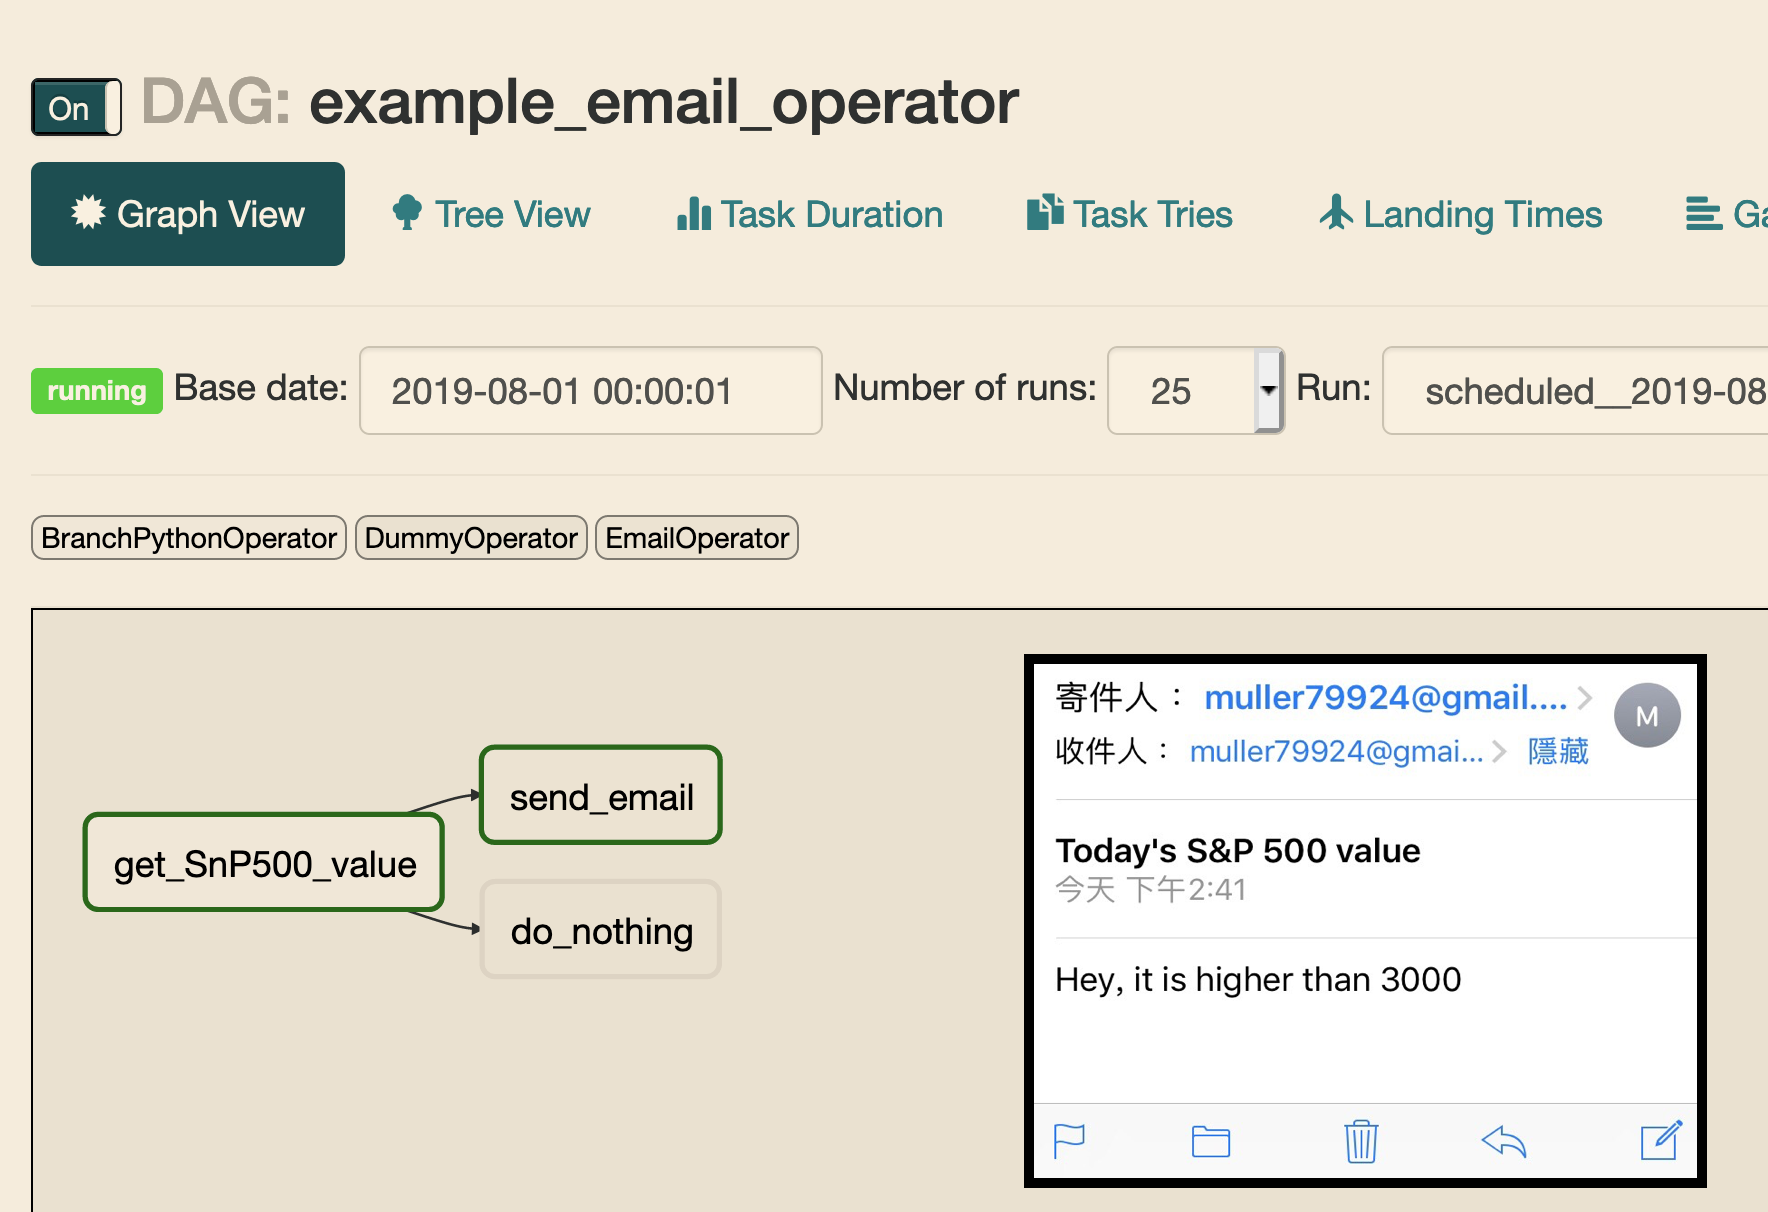 On DAG: example_email_operator
Graph View Tree View Task Duration Task Tries Landing Times Ga
running Base date: 2019-08-01 00:00:01 Number of runs: 25 Run: scheduled__2019-08
BranchPythonOperator DummyOperator EmailOperator
send_email
get_SnP500_value
do_nothing
寄件人： muller79924@gmail....
M
收件人： muller79924@gmai... 隱藏
Today's S&P 500 value
今天 下午2:41
Hey, it is higher than 3000